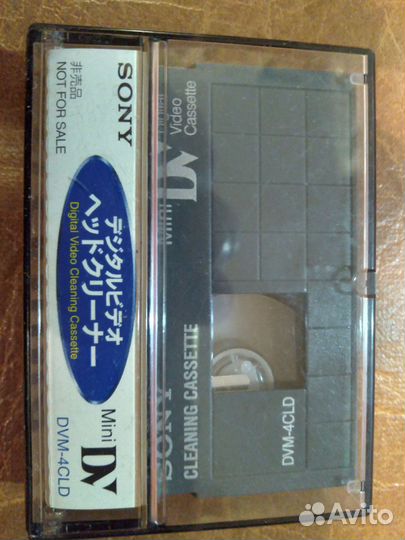 SONY
非売品
NOT FOR SALE
デジタルビデオ
ヘッドクリーナー
Digital Video Cleaning Cassette
Mini DV
DVM-4CLD
Mini DV
Digital
Video
Cassette
SONY
CLEANING CASSETTE
DVM-4CLD
Avito